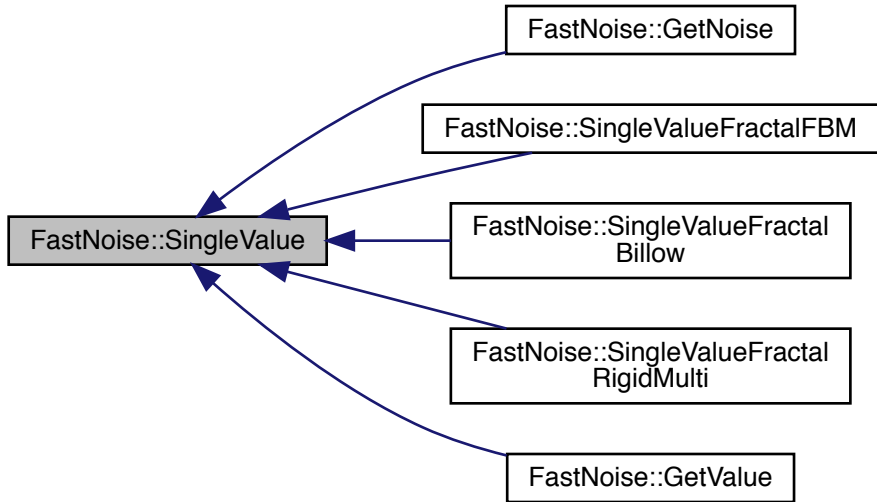 FastNoise::GetNoise
FastNoise::SingleValueFractalFBM
FastNoise::SingleValue
FastNoise::SingleValueFractal
Billow
FastNoise::SingleValueFractal
RigidMulti
FastNoise::GetValue